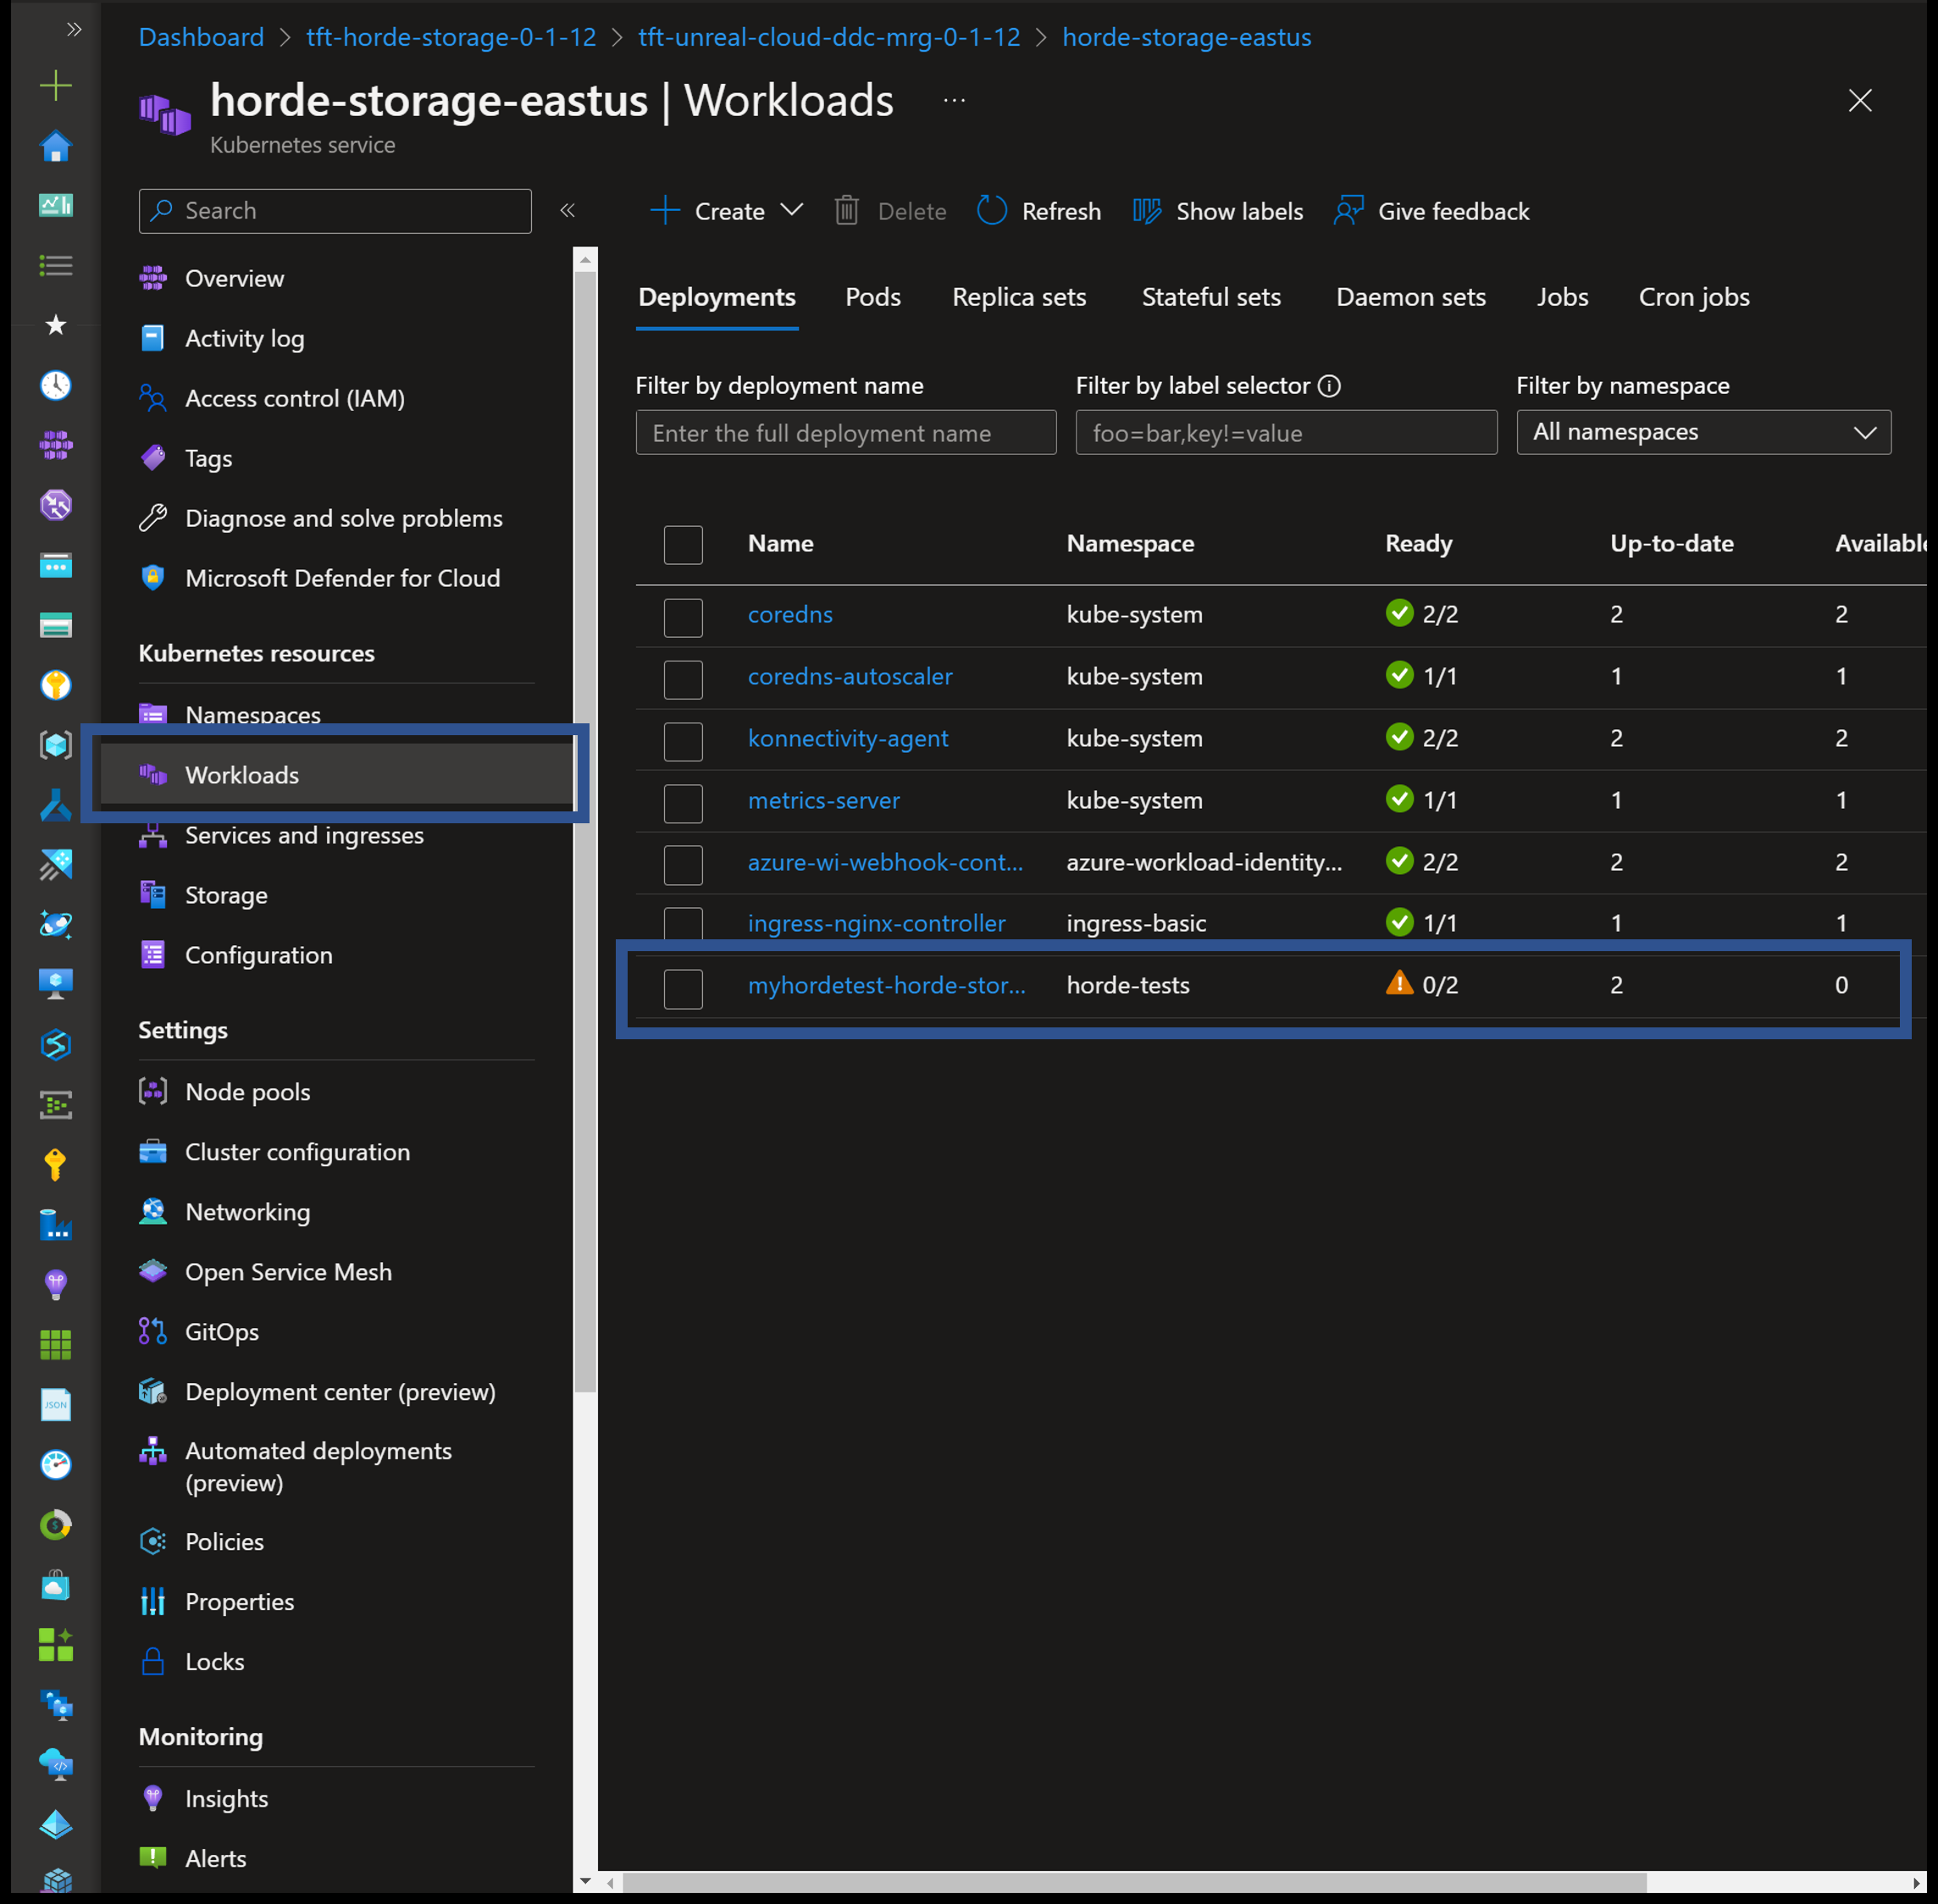 Dashboard > tft-horde-storage-0-1-12 > tft-unreal-cloud-ddc-mrg-0-1-12 > horde-storage-eastus
horde-storage-eastus | Workloads ...
Kubernetes service
Search
Create Delete Refresh Show labels Give feedback
Overview
Activity log
Access control (IAM)
Tags
Diagnose and solve problems
Microsoft Defender for Cloud
Kubernetes resources
Namespaces
Workloads
Services and ingresses
Storage
Configuration
Settings
Node pools
Cluster configuration
Networking
Open Service Mesh
GitOps
Deployment center (preview)
Automated deployments
(preview)
Policies
Properties
Locks
Monitoring
Insights
Alerts
JSON
Deployments Pods Replica sets Stateful sets Daemon sets Jobs Cron jobs
Filter by deployment name Filter by label selector Filter by namespace
Enter the full deployment name foo=bar,key!=value All namespaces
Name Namespace Ready Up-to-date Available
coredns kube-system 2/2 2 2
coredns-autoscaler kube-system 1/1 1 1
konnectivity-agent kube-system 2/2 2 2
metrics-server kube-system 1/1 1 1
azure-wi-webhook-cont... azure-workload-identity... 2/2 2 2
ingress-nginx-controller ingress-basic 1/1 1 1
myhordetest-horde-stor... horde-tests 0/2 2 0